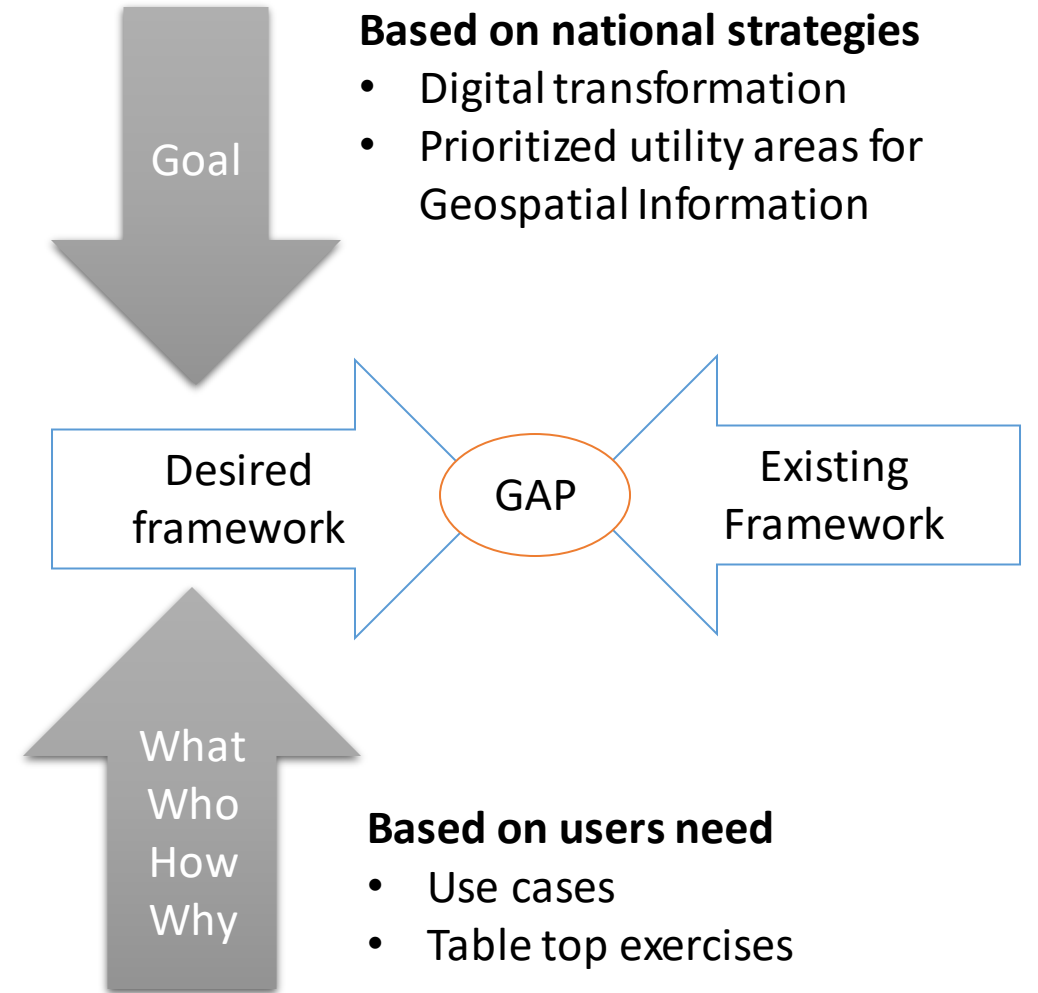 Based on national strategies
• Digital transformation
• Prioritized utility areas for
Geospatial Information
Goal
Desired
framework
GAP
Existing
Framework
What
Who
How
Why
Based on users need
• Use cases
• Table top exercises